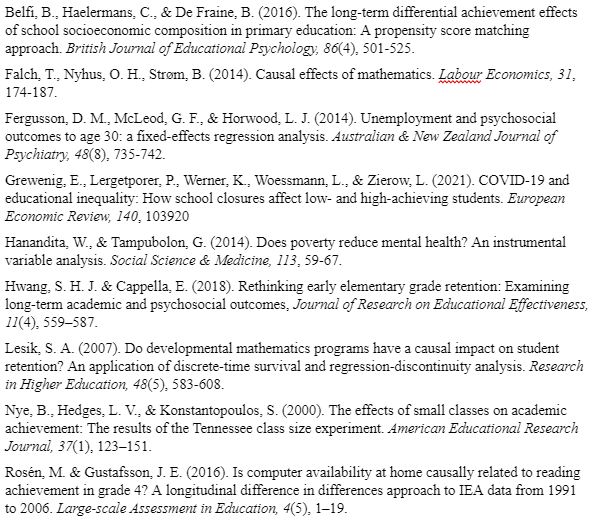 Belfi, B., Haelermans, C., & De Fraine, B. (2016). The long-term differential achievement effects
of school socioeconomic composition in primary education: A propensity score matching
approach. British Journal of Educational Psychology, 86(4), 501-525.
Falch, T., Nyhus, O. H., Strøm, B. (2014). Causal effects of mathematics. Labour Economics, 31,
174-187.
Fergusson, D. M., McLeod, G. F., & Horwood, L. J. (2014). Unemployment and psychosocial
outcomes to age 30: a fixed-effects regression analysis. Australian & New Zealand Journal of
Psychiatry, 48(8), 735-742.
Grewenig, E., Lergetporer, P., Werner, K., Woessmann, L., & Zierow, L. (2021). COVID-19 and
educational inequality: How school closures affect low- and high-achieving students. European
Economic Review, 140, 103920
Hanandita, W., & Tampubolon, G. (2014). Does poverty reduce mental health? An instrumental
variable analysis. Social Science & Medicine, 113, 59-67.
Hwang, S. H. J. & Cappella, E. (2018). Rethinking early elementary grade retention: Examining
long-term academic and psychosocial outcomes, Journal of Research on Educational Effectiveness,
11(4), 559–587.
Lesik, S. A. (2007). Do developmental mathematics programs have a causal impact on student
retention? An application of discrete-time survival and regression-discontinuity analysis. Research
in Higher Education, 48(5), 583-608.
Nye, B., Hedges, L. V., & Konstantopoulos, S. (2000). The effects of small classes on academic
achievement: The results of the Tennessee class size experiment. American Educational Research
Journal, 37(1), 123–151.
Rosén, M. & Gustafsson, J. E. (2016). Is computer availability at home causally related to reading
achievement in grade 4? A longitudinal difference in differences approach to IEA data from 1991
to 2006. Large-scale Assessment in Education, 4(5), 1–19.